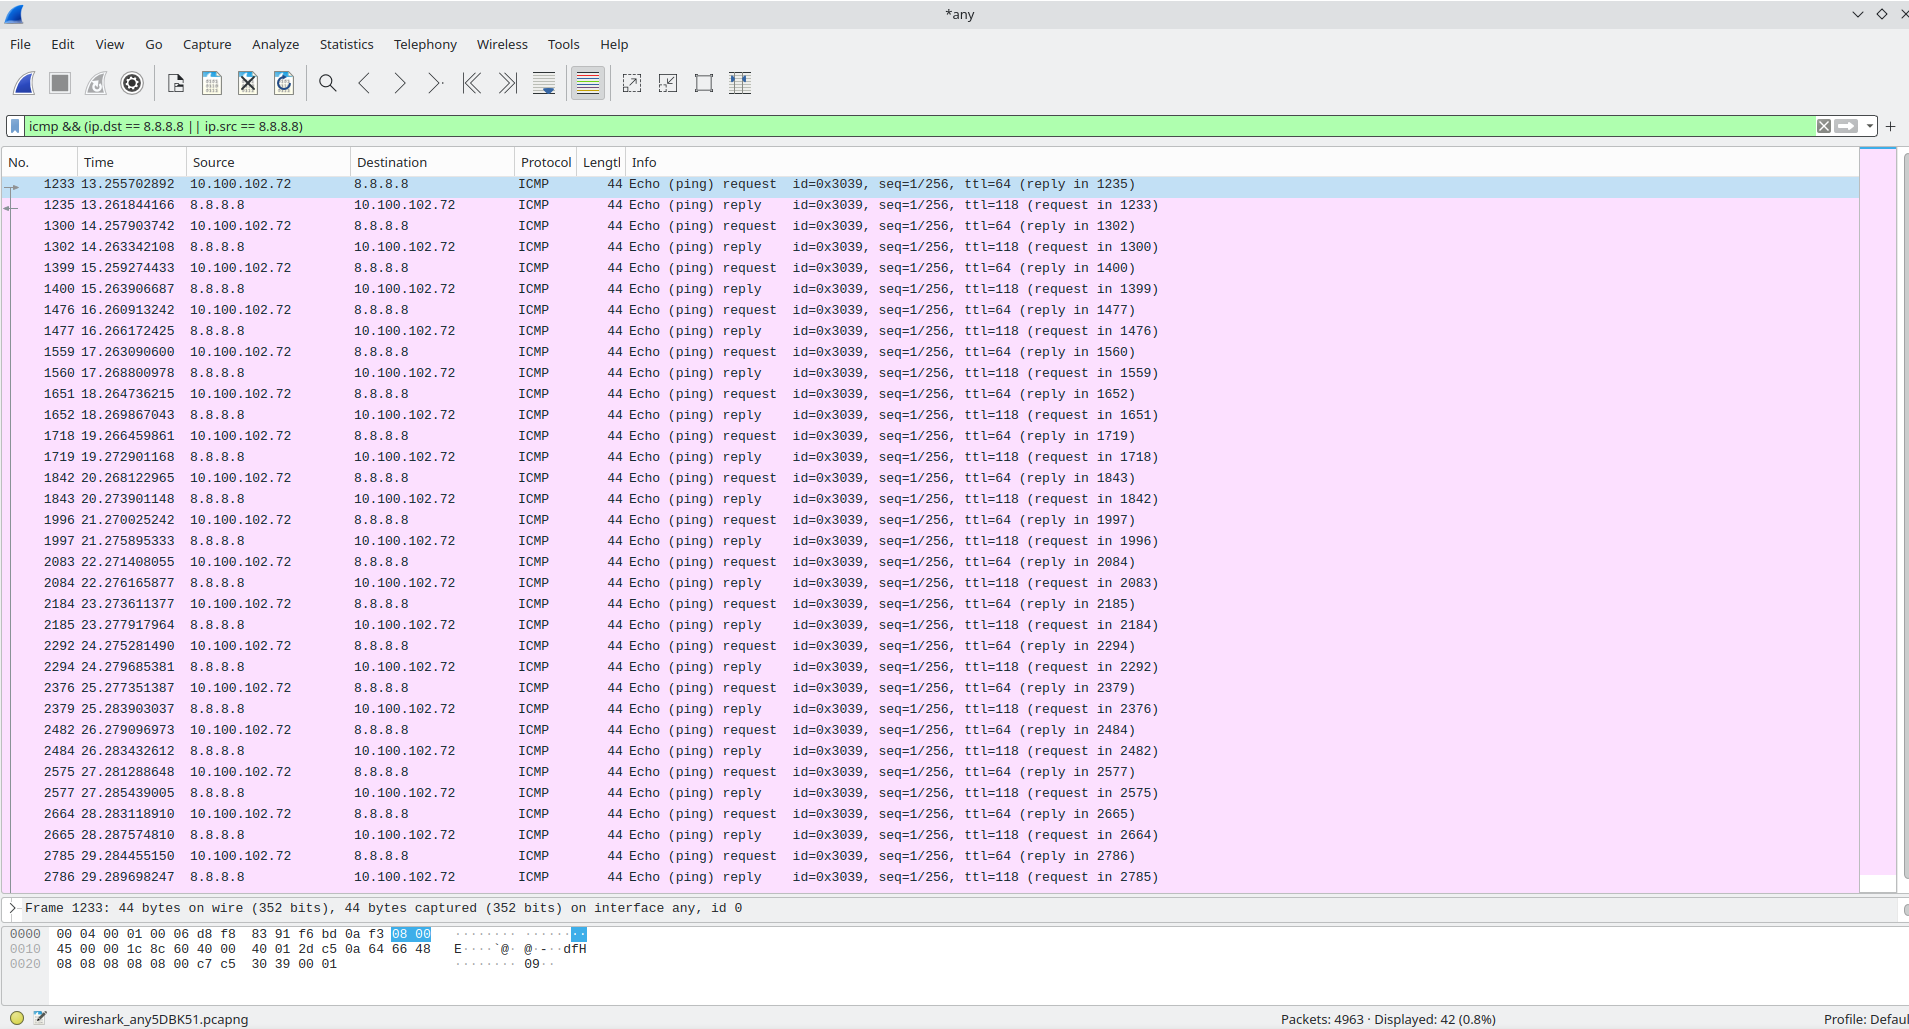 *any
File Edit View Go Capture Analyze Statistics Telephony Wireless Tools Help
icmp && (ip.dst == 8.8.8.8 || ip.src == 8.8.8.8)
No. Time Source Destination Protocol Lengtl Info
1233 13.255702892 10.100.102.72 8.8.8.8 ICMP 44 Echo (ping) request id=0x3039, seq=1/256, ttl=64 (reply in 1235)
1235 13.261844166 8.8.8.8 10.100.102.72 ICMP 44 Echo (ping) reply id=0x3039, seq=1/256, ttl=118 (request in 1233)
1300 14.257903742 10.100.102.72 8.8.8.8 ICMP 44 Echo (ping) request id=0x3039, seq=1/256, ttl=64 (reply in 1302)
1302 14.263342108 8.8.8.8 10.100.102.72 ICMP 44 Echo (ping) reply id=0x3039, seq=1/256, ttl=118 (request in 1300)
1399 15.259274433 10.100.102.72 8.8.8.8 ICMP 44 Echo (ping) request id=0x3039, seq=1/256, ttl=64 (reply in 1400)
1400 15.263906687 8.8.8.8 10.100.102.72 ICMP 44 Echo (ping) reply id=0x3039, seq=1/256, ttl=118 (request in 1399)
1476 16.260913242 10.100.102.72 8.8.8.8 ICMP 44 Echo (ping) request id=0x3039, seq=1/256, ttl=64 (reply in 1477)
1477 16.266172425 8.8.8.8 10.100.102.72 ICMP 44 Echo (ping) reply id=0x3039, seq=1/256, ttl=118 (request in 1476)
1559 17.263090600 10.100.102.72 8.8.8.8 ICMP 44 Echo (ping) request id=0x3039, seq=1/256, ttl=64 (reply in 1560)
1560 17.268800978 8.8.8.8 10.100.102.72 ICMP 44 Echo (ping) reply id=0x3039, seq=1/256, ttl=118 (request in 1559)
1651 18.264736215 10.100.102.72 8.8.8.8 ICMP 44 Echo (ping) request id=0x3039, seq=1/256, ttl=64 (reply in 1652)
1652 18.269867043 8.8.8.8 10.100.102.72 ICMP 44 Echo (ping) reply id=0x3039, seq=1/256, ttl=118 (request in 1651)
1718 19.266459861 10.100.102.72 8.8.8.8 ICMP 44 Echo (ping) request id=0x3039, seq=1/256, ttl=64 (reply in 1719)
1719 19.272901168 8.8.8.8 10.100.102.72 ICMP 44 Echo (ping) reply id=0x3039, seq=1/256, ttl=118 (request in 1718)
1842 20.268122965 10.100.102.72 8.8.8.8 ICMP 44 Echo (ping) request id=0x3039, seq=1/256, ttl=64 (reply in 1843)
1843 20.273901148 8.8.8.8 10.100.102.72 ICMP 44 Echo (ping) reply id=0x3039, seq=1/256, ttl=118 (request in 1842)
1996 21.270025242 10.100.102.72 8.8.8.8 ICMP 44 Echo (ping) request id=0x3039, seq=1/256, ttl=64 (reply in 1997)
1997 21.275895333 8.8.8.8 10.100.102.72 ICMP 44 Echo (ping) reply id=0x3039, seq=1/256, ttl=118 (request in 1996)
2083 22.271408055 10.100.102.72 8.8.8.8 ICMP 44 Echo (ping) request id=0x3039, seq=1/256, ttl=64 (reply in 2084)
2084 22.276165877 8.8.8.8 10.100.102.72 ICMP 44 Echo (ping) reply id=0x3039, seq=1/256, ttl=118 (request in 2083)
2184 23.273611377 10.100.102.72 8.8.8.8 ICMP 44 Echo (ping) request id=0x3039, seq=1/256, ttl=64 (reply in 2185)
2185 23.277917964 8.8.8.8 10.100.102.72 ICMP 44 Echo (ping) reply id=0x3039, seq=1/256, ttl=118 (request in 2184)
2292 24.275281490 10.100.102.72 8.8.8.8 ICMP 44 Echo (ping) request id=0x3039, seq=1/256, ttl=64 (reply in 2294)
2294 24.279685381 8.8.8.8 10.100.102.72 ICMP 44 Echo (ping) reply id=0x3039, seq=1/256, ttl=118 (request in 2292)
2376 25.277351387 10.100.102.72 8.8.8.8 ICMP 44 Echo (ping) request id=0x3039, seq=1/256, ttl=64 (reply in 2379)
2379 25.283903037 8.8.8.8 10.100.102.72 ICMP 44 Echo (ping) reply id=0x3039, seq=1/256, ttl=118 (request in 2376)
2482 26.279096973 10.100.102.72 8.8.8.8 ICMP 44 Echo (ping) request id=0x3039, seq=1/256, ttl=64 (reply in 2484)
2484 26.283432612 8.8.8.8 10.100.102.72 ICMP 44 Echo (ping) reply id=0x3039, seq=1/256, ttl=118 (request in 2482)
2575 27.281288648 10.100.102.72 8.8.8.8 ICMP 44 Echo (ping) request id=0x3039, seq=1/256, ttl=64 (reply in 2577)
2577 27.285439005 8.8.8.8 10.100.102.72 ICMP 44 Echo (ping) reply id=0x3039, seq=1/256, ttl=118 (request in 2575)
2664 28.283118910 10.100.102.72 8.8.8.8 ICMP 44 Echo (ping) request id=0x3039, seq=1/256, ttl=64 (reply in 2665)
2665 28.287574810 8.8.8.8 10.100.102.72 ICMP 44 Echo (ping) reply id=0x3039, seq=1/256, ttl=118 (request in 2664)
2785 29.284455150 10.100.102.72 8.8.8.8 ICMP 44 Echo (ping) request id=0x3039, seq=1/256, ttl=64 (reply in 2786)
2786 29.289698247 8.8.8.8 10.100.102.72 ICMP 44 Echo (ping) reply id=0x3039, seq=1/256, ttl=118 (request in 2785)
Frame 1233: 44 bytes on wire (352 bits), 44 bytes captured (352 bits) on interface any, id 0
0000 00 04 00 01 00 06 d8 f8 83 91 f6 bd 0a f3 08 00 ········ ········
0010 45 00 00 1c 8c 60 40 00 40 01 2d c5 0a 64 66 48 E····`@· @·-··dfH
0020 08 08 08 08 08 00 c7 c5 30 39 00 01 ········ 09··
wireshark_any5DBK51.pcapng Packets: 4963 · Displayed: 42 (0.8%) Profile: Defaul